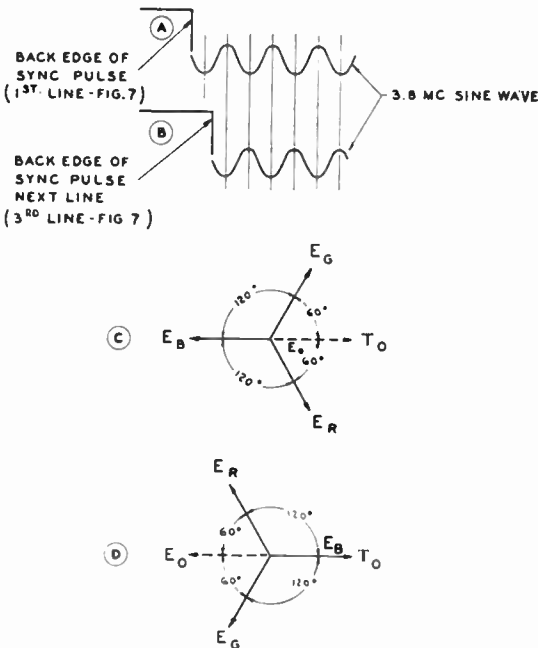 A
BACK EDGE OF
SYNC PULSE
(1ST. LINE-FIG.7)
3.8 MC SINE WAVE
B
BACK EDGE OF
SYNC PULSE
NEXT LINE
(3RD LINE-FIG 7)
C
EG
120°
60°
EB
E0
TO
60°
120°
ER
D
ER
120°
60°
EO
EB
TO
60°
120°
EG